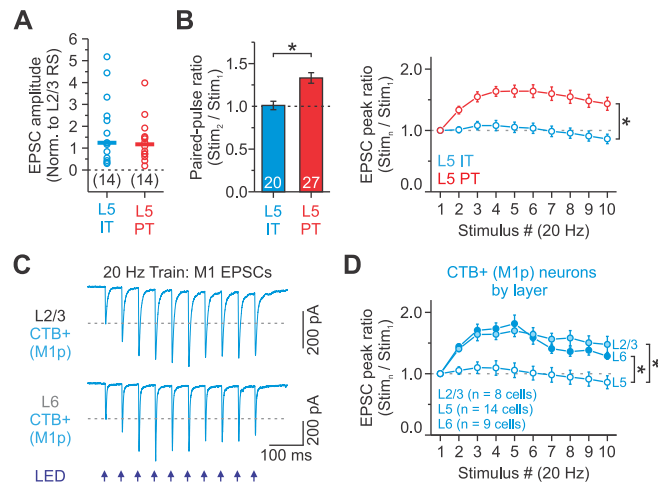 A
EPSC amplitude
(Norm. to L2/3 RS)
6
5
4
3
2
1
0
(14)
(14)
L5
IT
L5
PT
B
Paired-pulse ratio
(Stim2 / Stim1)
1.5
1.0
0.5
0.0
*
20
27
L5
IT
L5
PT
EPSC peak ratio
(Stimn / Stim1)
2.0
1.0
0.0
*
L5 IT
L5 PT
1 2 3 4 5 6 7 8 9 10
Stimulus # (20 Hz)
C
20 Hz Train: M1 EPSCs
L2/3
CTB+
(M1p)
200 pA
L6
CTB+
(M1p)
200 pA
100 ms
LED
D
CTB+ (M1p) neurons
by layer
EPSC peak ratio
(Stimn / Stim1)
2.0
1.0
0.0
L2/3
L6
L5
*
*
L2/3 (n = 8 cells)
L5 (n = 14 cells)
L6 (n = 9 cells)
1 2 3 4 5 6 7 8 9 10
Stimulus # (20 Hz)